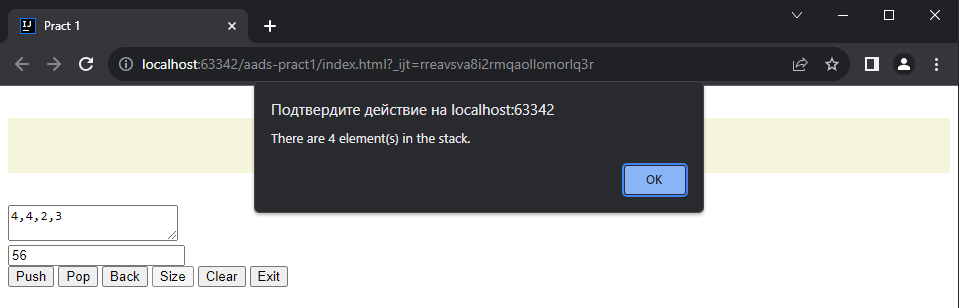 IJ Pract 1
localhost:63342/aads-pract1/index.html?_ijt=rreavsva8i2rmqaollomorlq3r
Подтвердите действие на localhost:63342
There are 4 element(s) in the stack.
OK
4,4,2,3
56
Push Pop Back Size Clear Exit